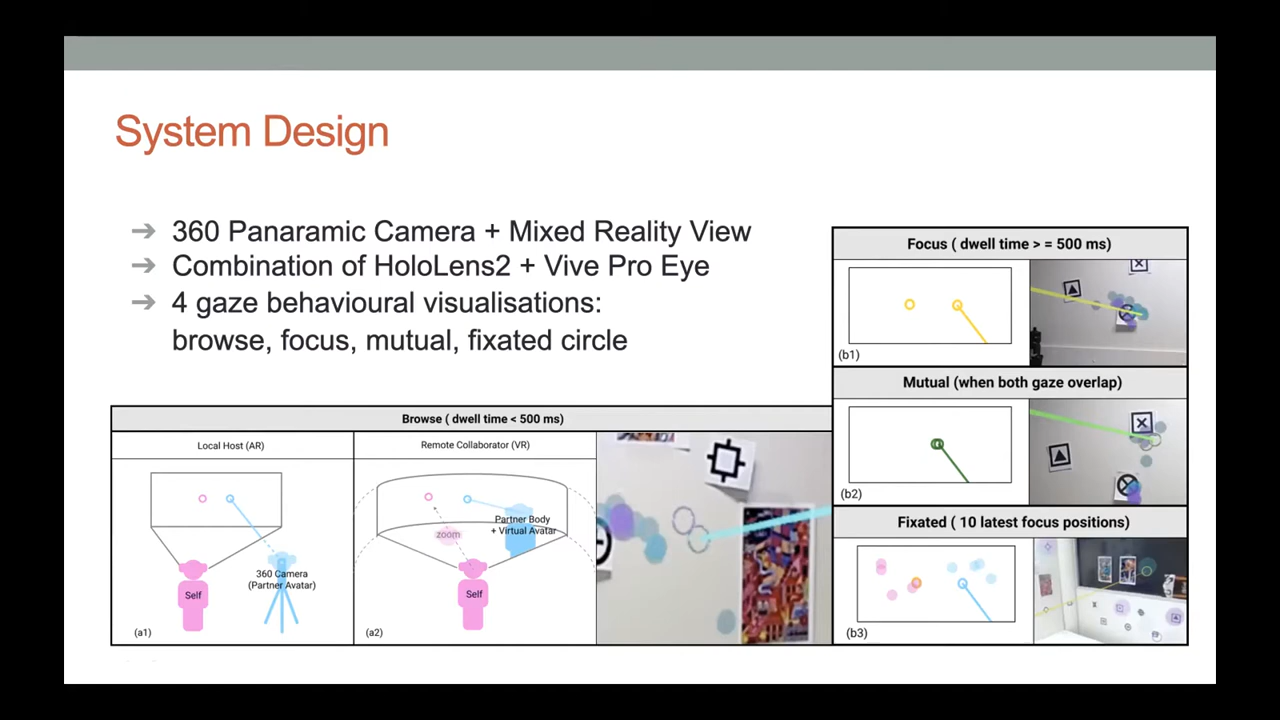 System Design
➔ 360 Panaramic Camera + Mixed Reality View
➔ Combination of HoloLens2 + Vive Pro Eye
➔ 4 gaze behavioural visualisations:
browse, focus, mutual, fixated circle
Browse ( dwell time < 500 ms)
Local Host (AR)
360 Camera
(Partner Avatar)
Self
(a1)
Remote Collaborator (VR)
Partner Body
+ Virtual Avatar
zoom
Self
(a2)
Focus ( dwell time > = 500 ms)
(b1)
Mutual (when both gaze overlap)
(b2)
Fixated ( 10 latest focus positions)
(b3)